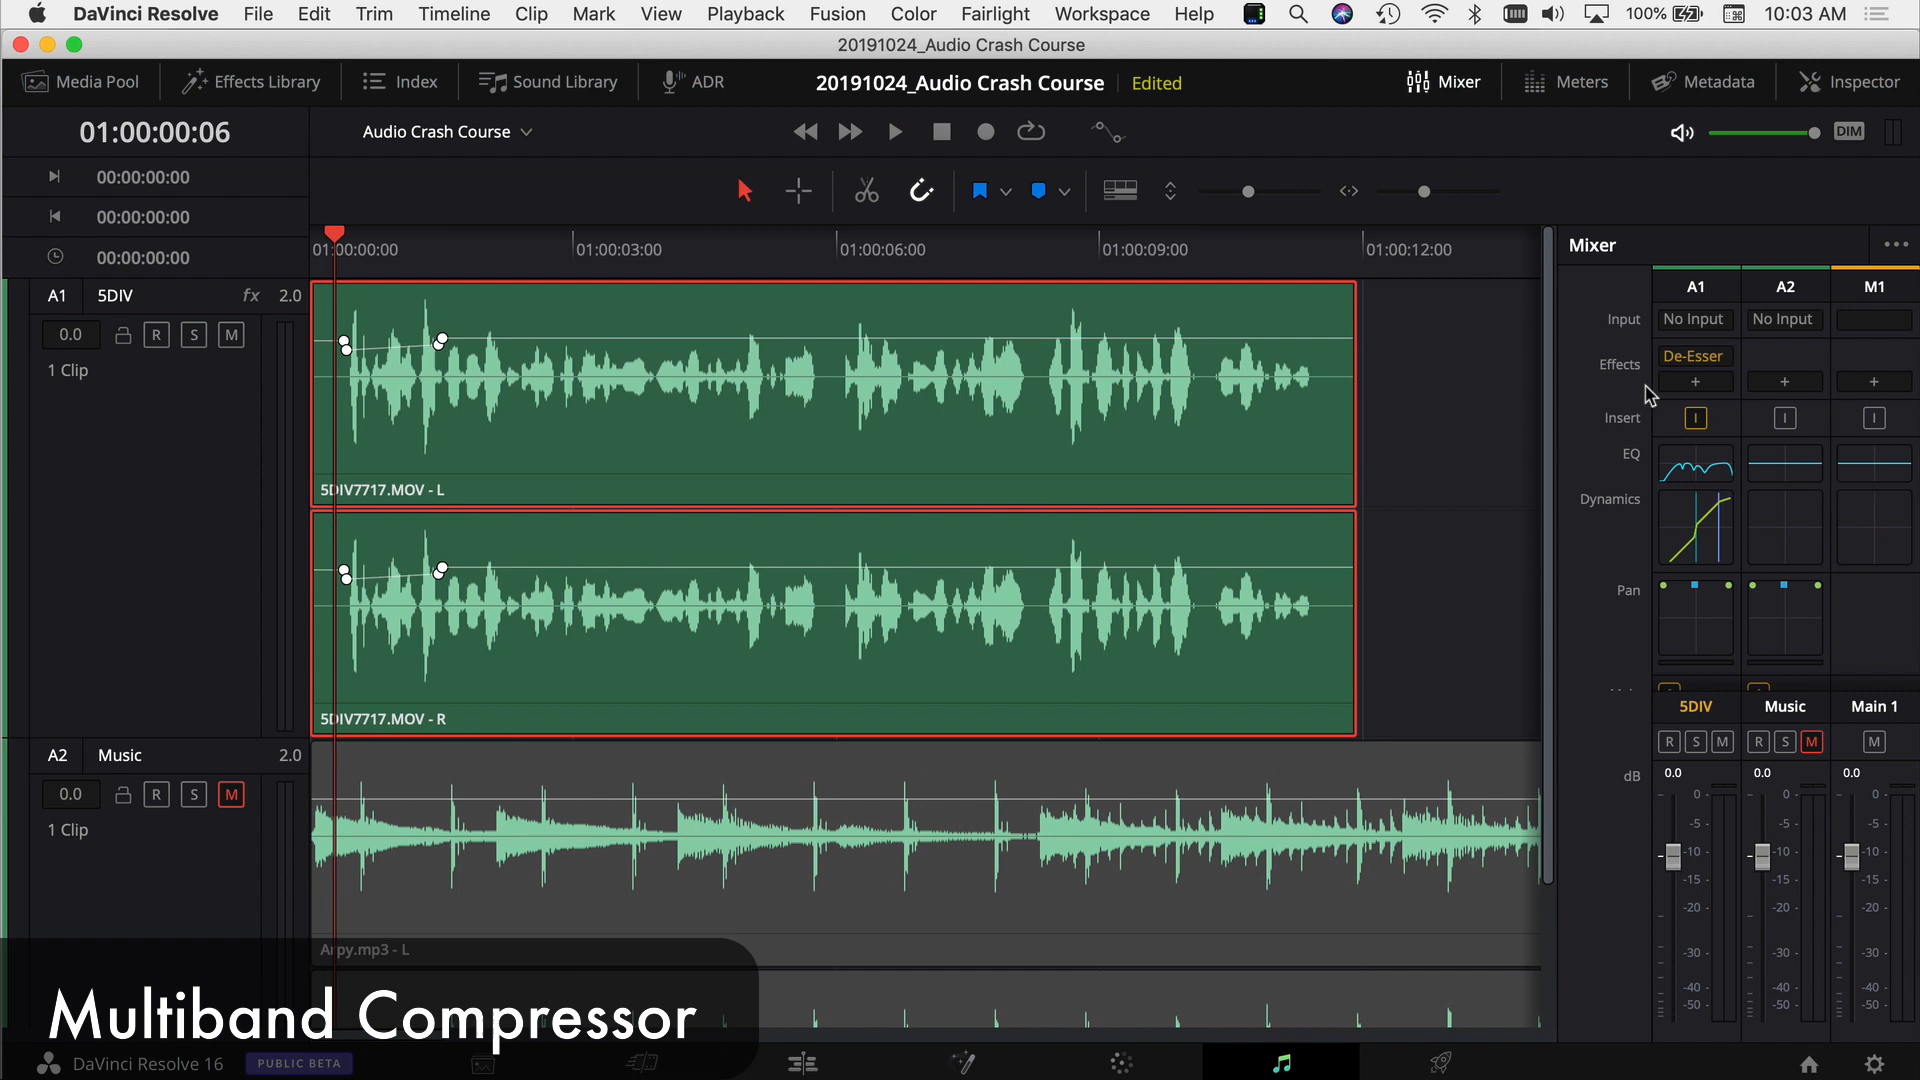 DaVinci Resolve File Edit Trim Timeline Clip Mark View Playback Fusion Color Fairlight Workspace Help 100% 10:03 AM
20191024_Audio Crash Course
Media Pool Effects Library Index Sound Library ADR 20191024_Audio Crash Course Edited Mixer Meters Metadata Inspector
01:00:00:06 Audio Crash Course DIM
00:00:00:00
00:00:00:00
00:00:00:00
01:00:00:00 01:00:03:00 01:00:06:00 01:00:09:00 01:00:12:00
A1 5DIV fx 2.0
0.0 R S M
1 Clip
5DIV7717.MOV - L
5DIV7717.MOV - R
A2 Music 2.0
0.0 R S M
1 Clip
Arpy.mp3 - L
Mixer
A1 A2 M1
Input No Input No Input
Effects De-Esser
+ + +
Insert I I I
EQ
Dynamics
Pan
5DIV Music Main 1
R S M R S M M
dB 0.0 0.0 0.0
0- 0- 0-
-5- -5- -5-
-10- -10- -10-
-15- -15- -15-
-20- -20- -20-
-30- -30- -30-
-40- -40- -40-
-50- -50- -50-
Multiband Compressor
DaVinci Resolve 16 PUBLIC BETA